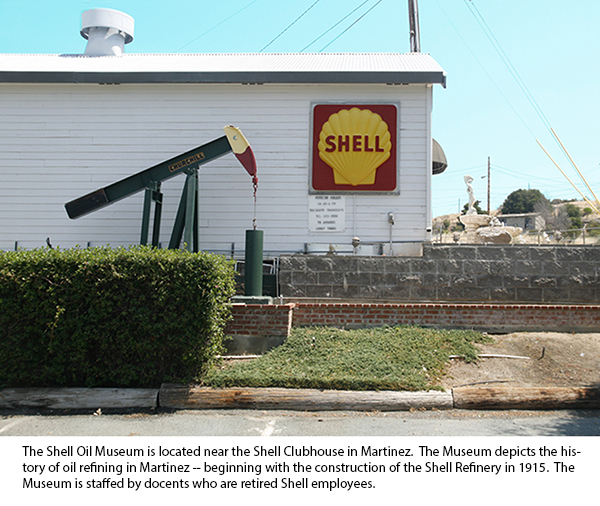 SHELL
CHURCHILL
The Shell Oil Museum is located near the Shell Clubhouse in Martinez.  The Museum depicts the his-
tory of oil refining in Martinez -- beginning with the construction of the Shell Refinery in 1915.  The
Museum is staffed by docents who are retired Shell employees.